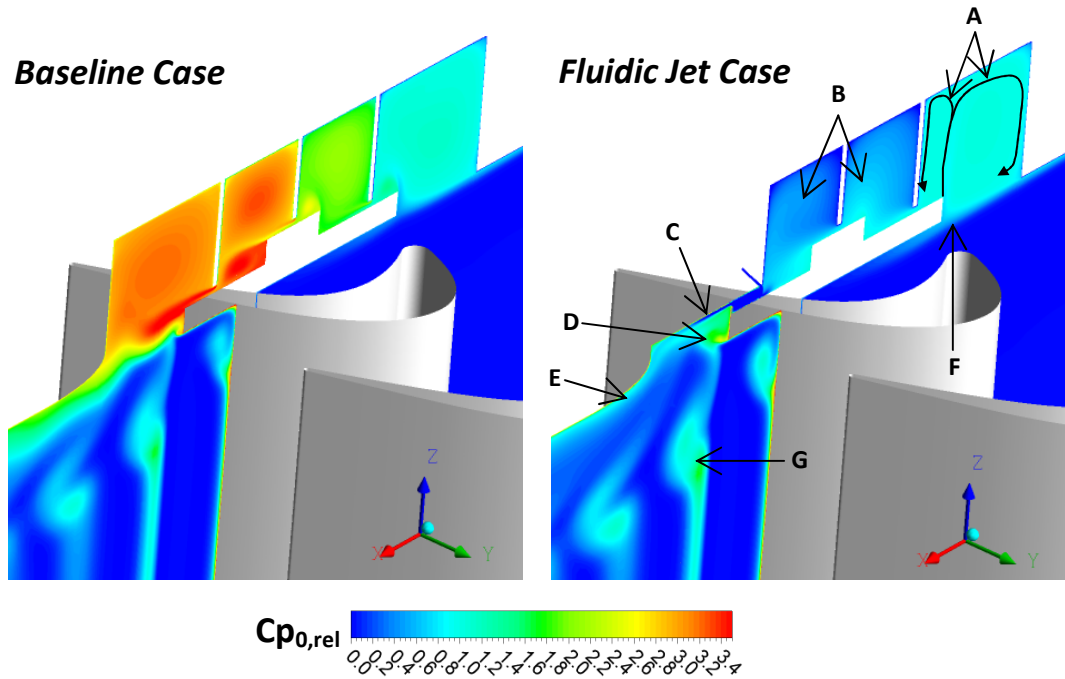 Baseline Case
Fluidic Jet Case
A
B
C
D
E
F
G
Z
X
Y
Z
X
Y
Cp0,rel
0.0
0.2
0.4
0.6
0.8
1.0
1.2
1.4
1.6
1.8
2.0
2.2
2.4
2.6
2.8
3.0
3.2
3.4